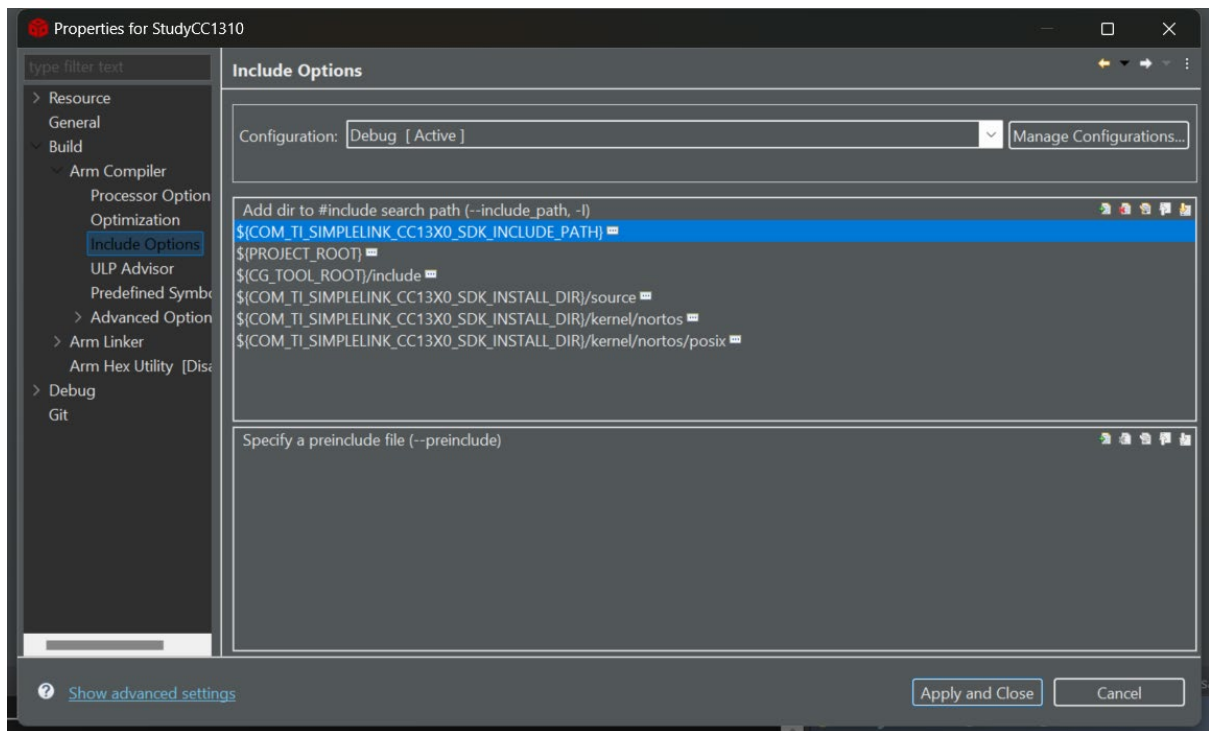 Properties for StudyCC1310
type filter text
Resource
General
Build
Arm Compiler
Processor Option
Optimization
Include Options
ULP Advisor
Predefined Symbo
Advanced Option
Arm Linker
Arm Hex Utility [Disa
Debug
Git
Include Options
Configuration: Debug [ Active ]
Manage Configurations...
Add dir to #include search path (--include_path, -I)
${COM_TI_SIMPLELINK_CC13X0_SDK_INCLUDE_PATH}
${PROJECT_ROOT}
${CG_TOOL_ROOT}/include
${COM_TI_SIMPLELINK_CC13X0_SDK_INSTALL_DIR}/source
${COM_TI_SIMPLELINK_CC13X0_SDK_INSTALL_DIR}/kernel/nortos
${COM_TI_SIMPLELINK_CC13X0_SDK_INSTALL_DIR}/kernel/nortos/posix
Specify a preinclude file (--preinclude)
Show advanced settings
Apply and Close
Cancel